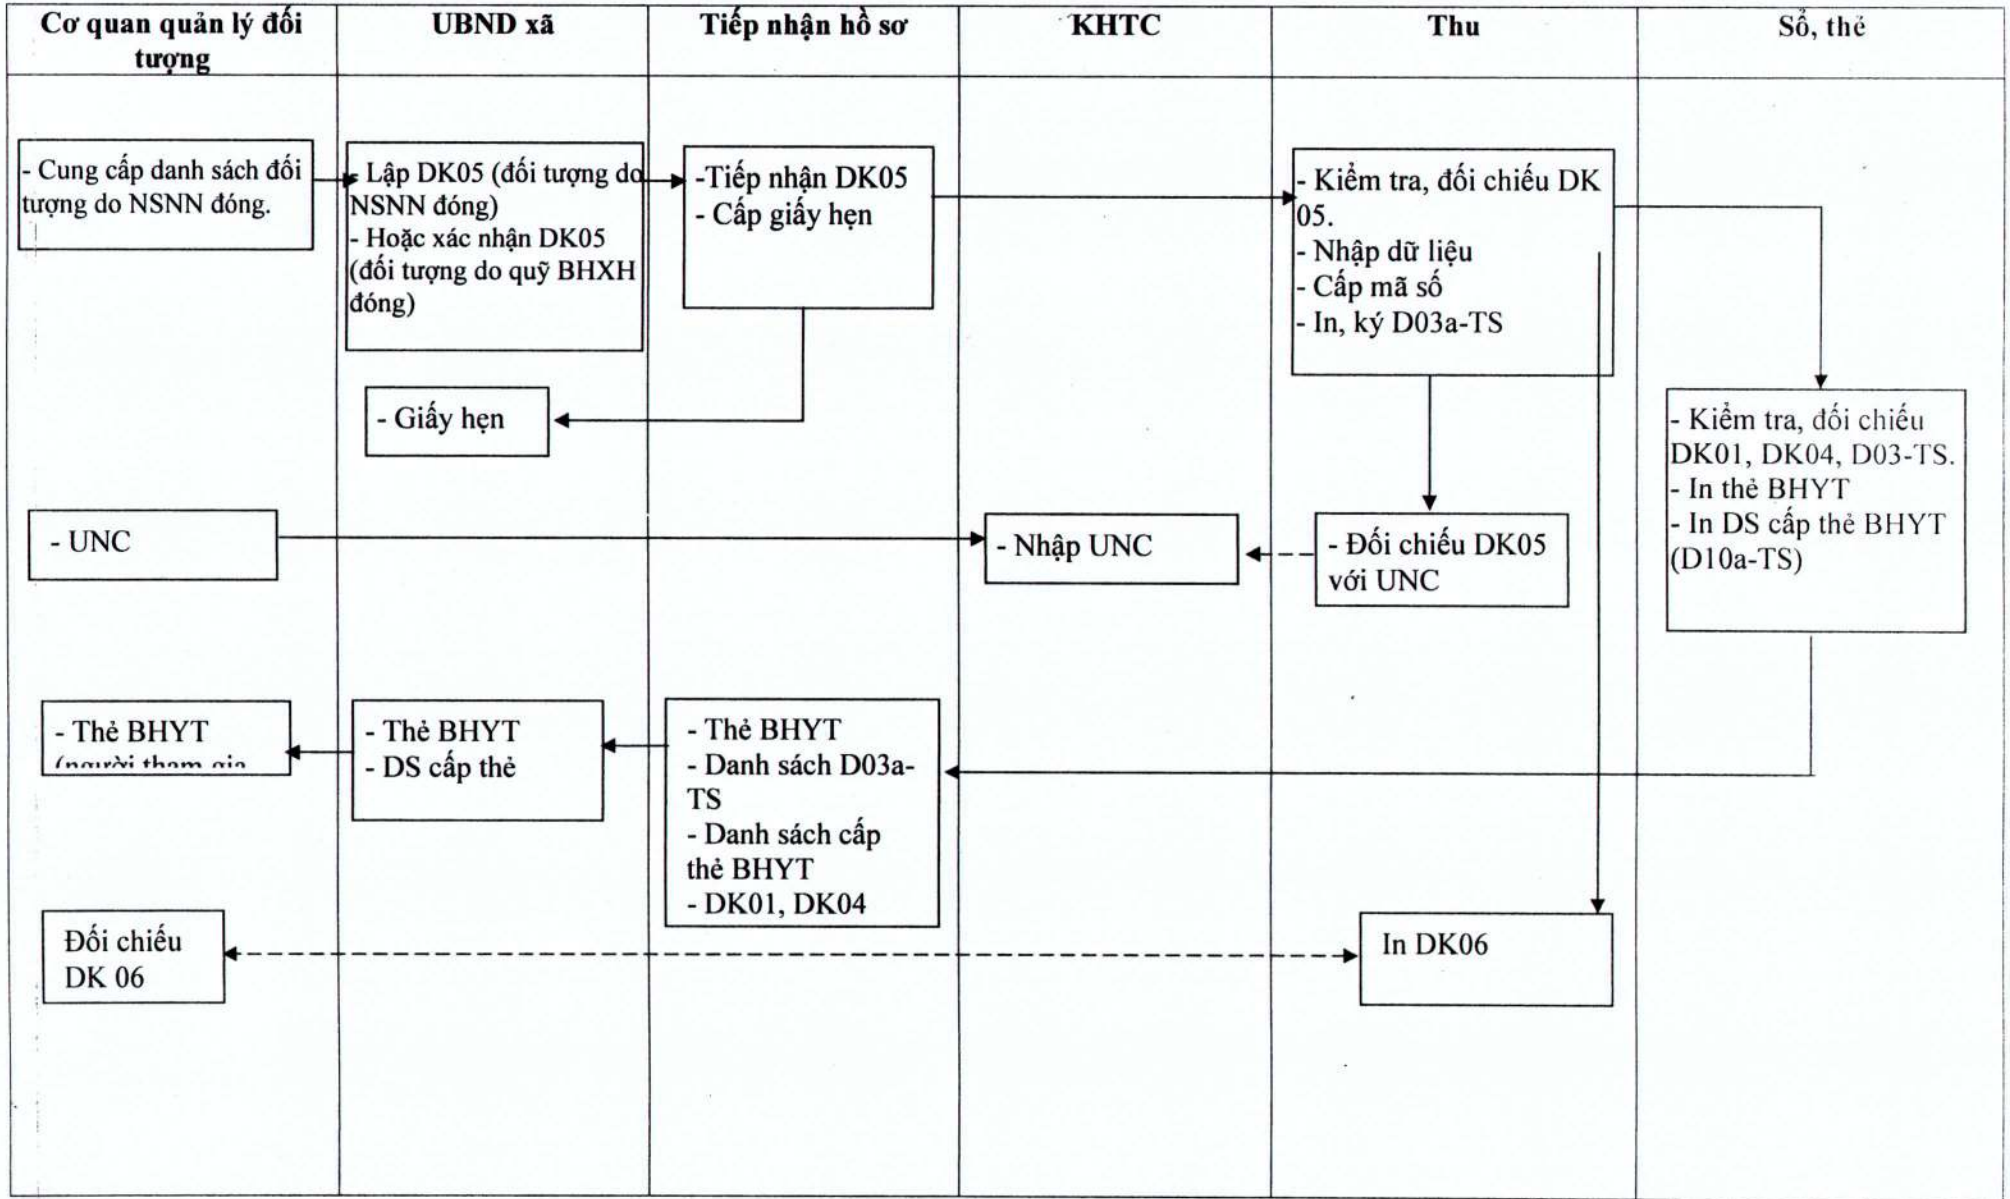 Cơ quan quản lý đối
tượng
UBND xã
Tiếp nhận hồ sơ
KHTC
Thu
Sổ, thẻ
- Cung cấp danh sách đối
tượng do NSNN đóng.
- Lập DK05 (đối tượng do
NSNN đóng)
- Hoặc xác nhận DK05
(đối tượng do quỹ BHXH
đóng)
-Tiếp nhận DK05
- Cấp giấy hẹn
- Kiểm tra, đối chiếu DK
05.
- Nhập dữ liệu
- Cấp mã số
- In, ký D03a-TS
- Giấy hẹn
- Kiểm tra, đối chiếu
DK01, DK04, D03-TS.
- In thẻ BHYT
- In DS cấp thẻ BHYT
(D10a-TS)
- UNC
- Nhập UNC
- Đối chiếu DK05
với UNC
- Thẻ BHYT
(người tham gia
- Thẻ BHYT
- DS cấp thẻ
- Thẻ BHYT
- Danh sách D03a-
TS
- Danh sách cấp
thẻ BHYT
- DK01, DK04
Đối chiếu
DK 06
In DK06